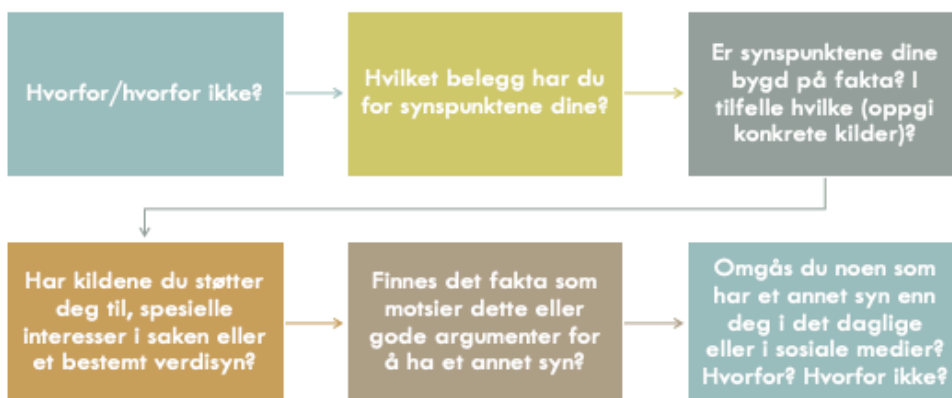 Hvorfor/hvorfor ikke?
Hvilket belegg har du
for synspunktene dine?
Er synspunktene dine
bygd på fakta? I
tilfelle hvilke (oppgi
konkrete kilder)?
Har kildene du støtter
deg til, spesielle
interesser i saken eller
et bestemt verdisyn?
Finnes det fakta som
motsier dette eller
gode argumenter for
å ha et annet syn?
Omgås du noen som
har et annet syn enn
deg i det daglige
eller i sosiale medier?
Hvorfor? Hvorfor ikke?